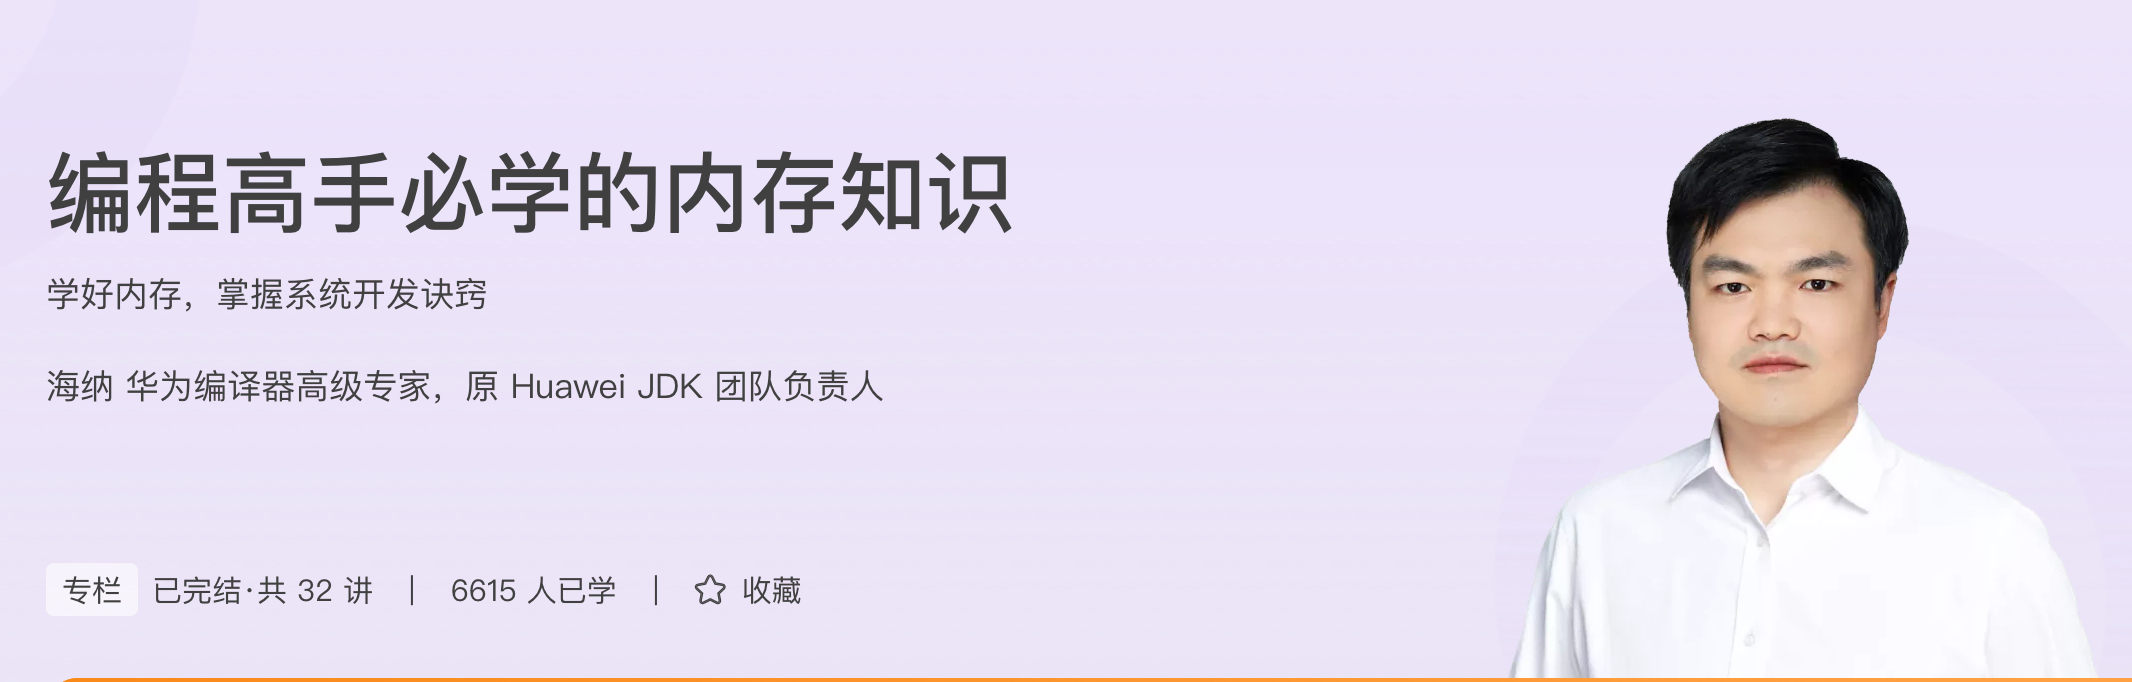 编程高手必学的内存知识
学好内存，掌握系统开发诀窍
海纳 华为编译器高级专家，原 Huawei JDK 团队负责人
专栏 已完结·共 32 讲 | 6615 人已学 | 收藏